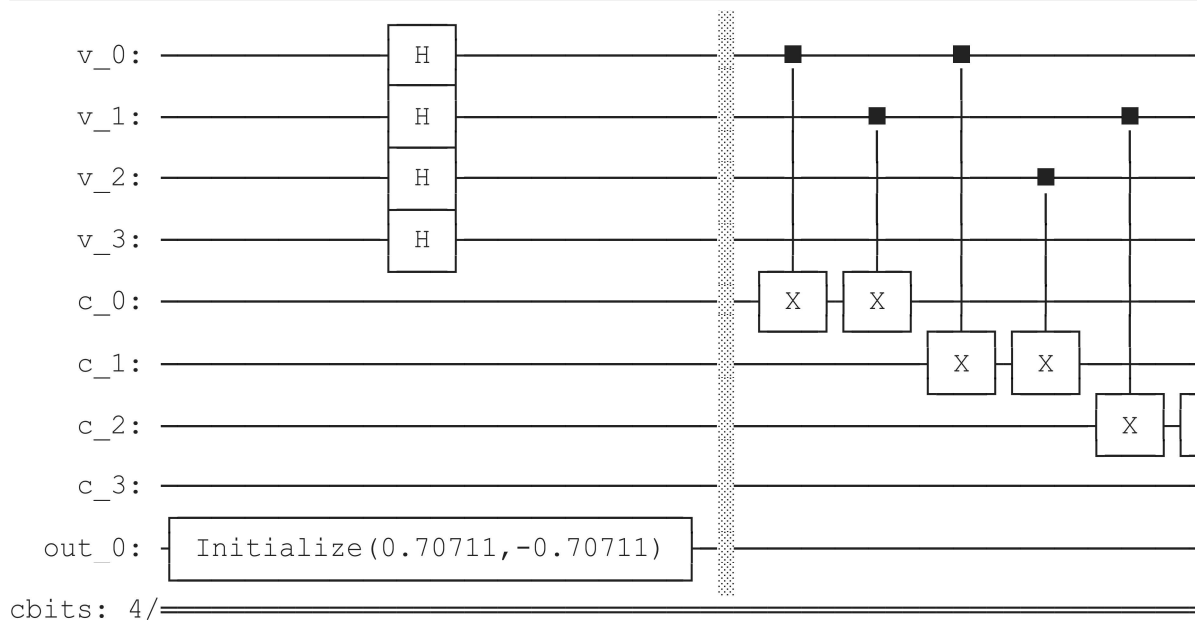 v_0: H
v_1: H
v_2: H
v_3: H
c_0: X X
c_1: X X
c_2: X
c_3:
out_0: Initialize(0.70711,-0.70711)
cbits: 4/